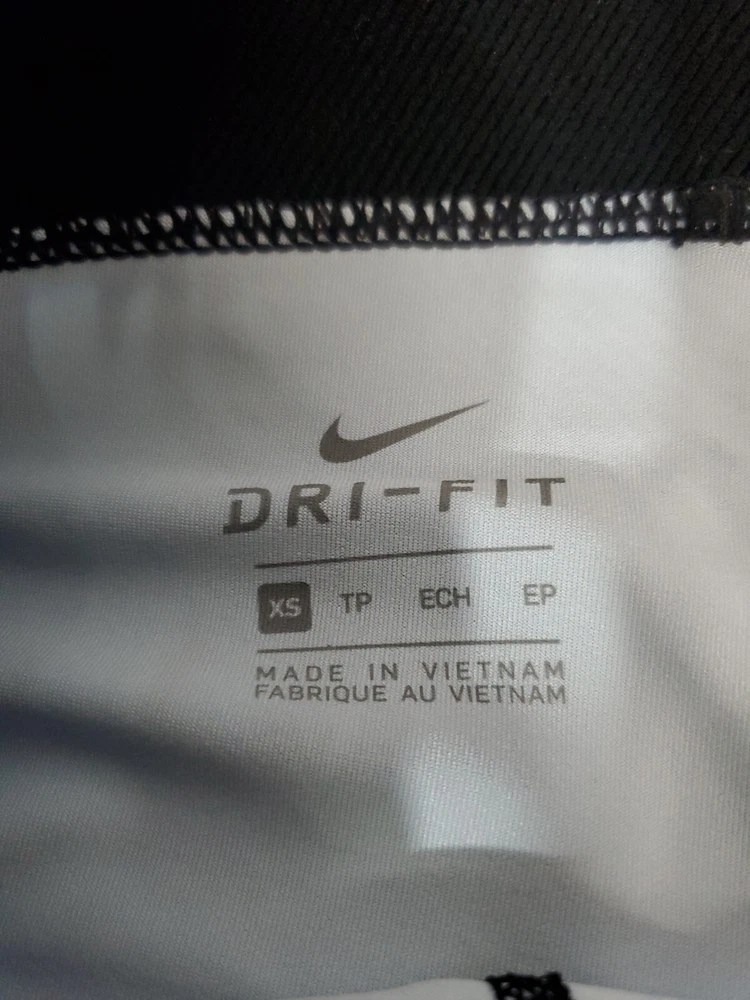 DRI-FIT
XS TP ECH EP
MADE IN VIETNAM
FABRIQUE AU VIETNAM